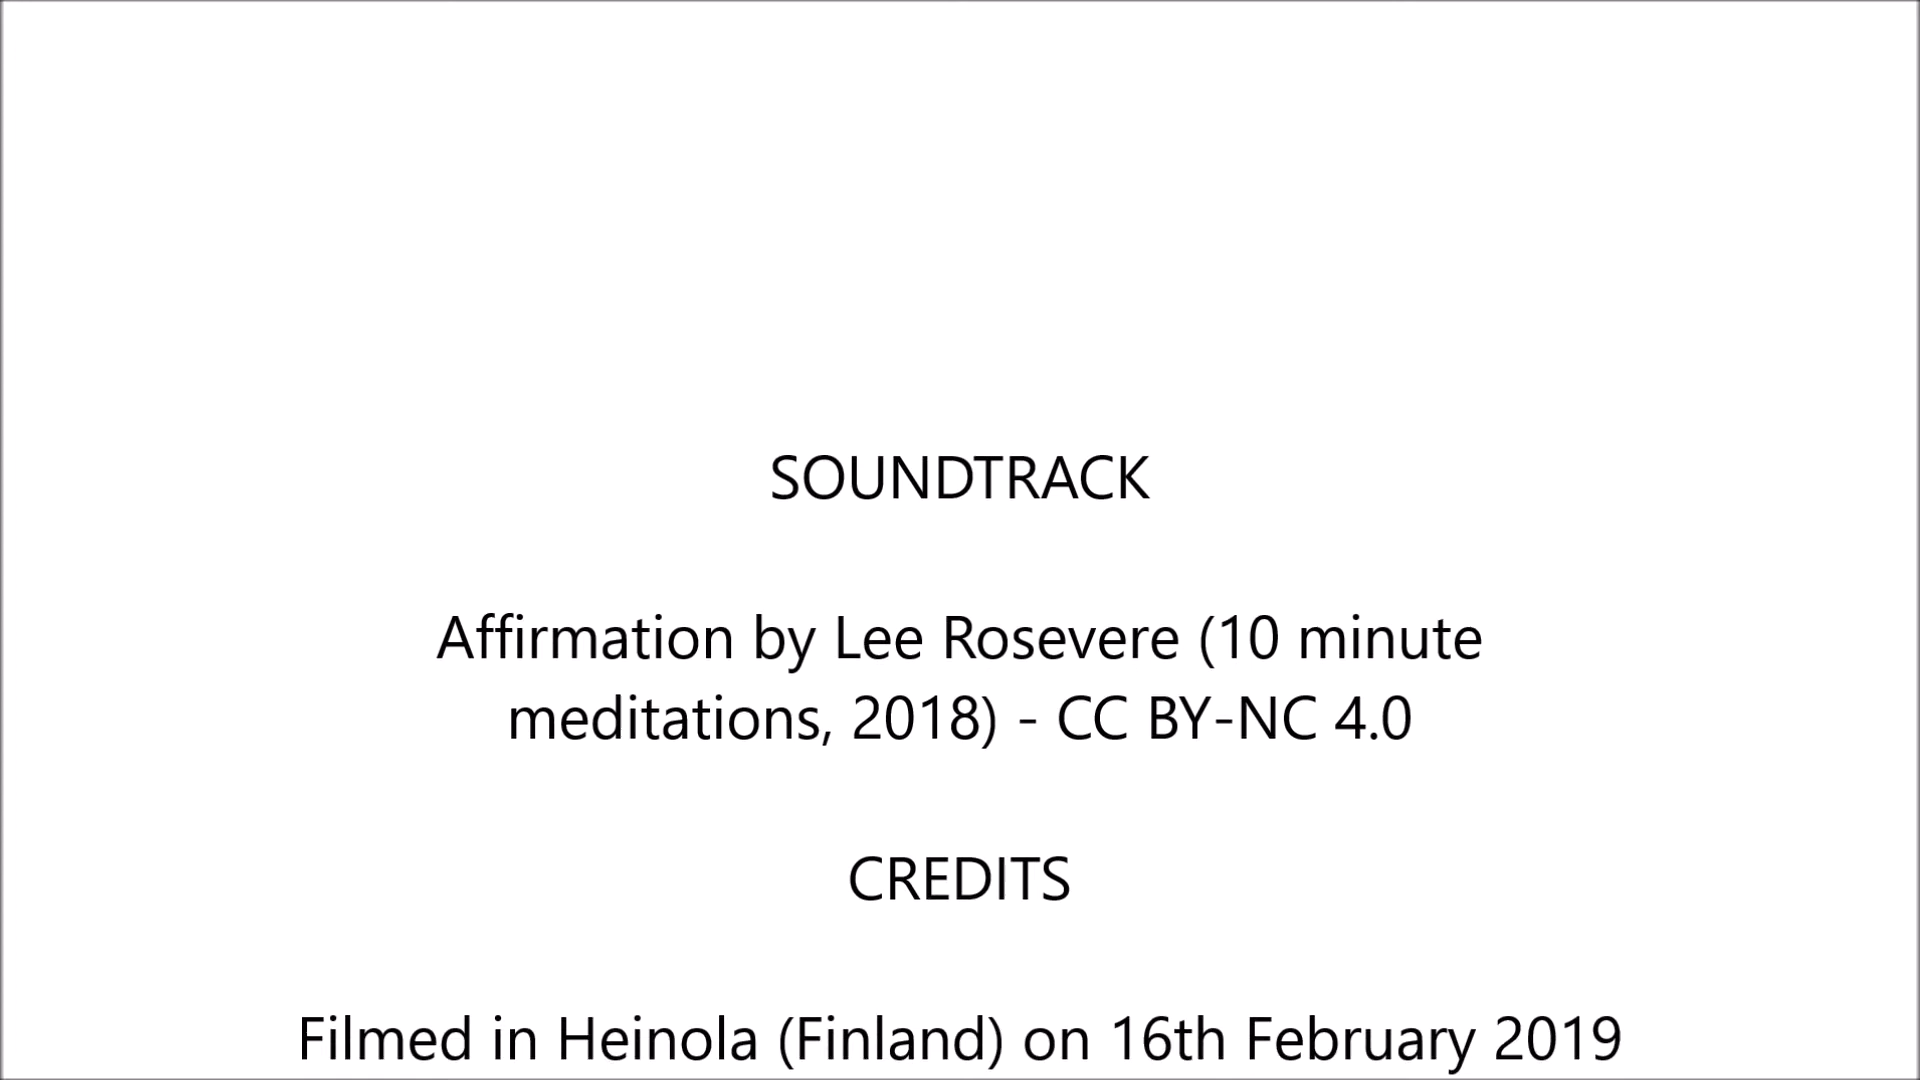 SOUNDTRACK
Affirmation by Lee Rosevere (10 minute
meditations, 2018) - CC BY-NC 4.0
CREDITS
Filmed in Heinola (Finland) on 16th February 2019